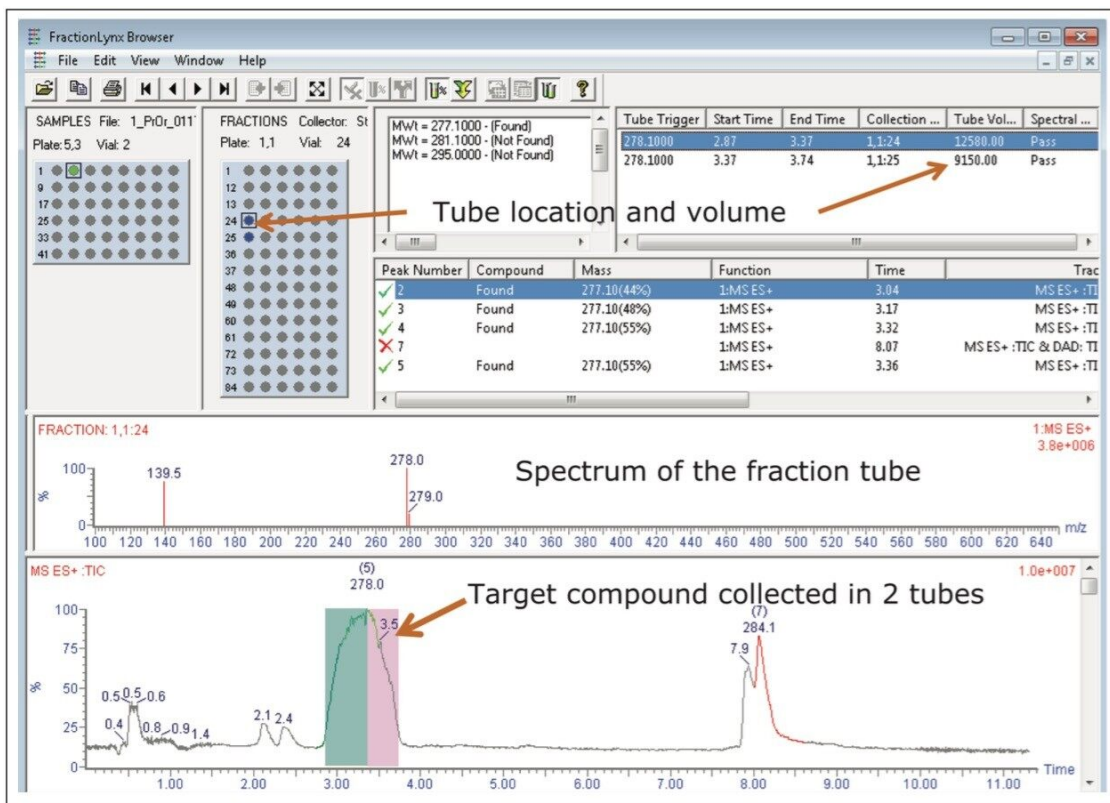 FractionLynx Browser
File Edit View Window Help
SAMPLES File: 1_PrOr_011
Plate: 5,3 Vial: 2
1
9
17
25
33
41
FRACTIONS Collector: St
Plate: 1,1 Vial: 24
1
12
13
24
25
36
37
48
49
60
61
72
73
84
MWt = 277.1000 - (Found)
MWt = 281.1000 - (Not Found)
MWt = 295.0000 - (Not Found)
Tube Trigger Start Time End Time Collection ... Tube Vol... Spectral ...
278.1000 2.87 3.37 1,1:24 12580.00 Pass
278.1000 3.37 3.74 1,1:25 9150.00 Pass
Tube location and volume
Peak Number Compound Mass Function Time Trac
2 Found 277.10(44%) 1:MS ES+ 3.04 MS ES+ :TI
3 Found 277.10(48%) 1:MS ES+ 3.17 MS ES+ :TI
4 Found 277.10(55%) 1:MS ES+ 3.32 MS ES+ :TI
7 1:MS ES+ 8.07 MS ES+ :TIC & DAD: TI
5 Found 277.10(55%) 1:MS ES+ 3.36 MS ES+ :TI
FRACTION: 1,1:24
1:MS ES+
3.8e+006
Spectrum of the fraction tube
100
%
0
139.5
278.0
279.0
100 120 140 160 180 200 220 240 260 280 300 320 340 360 380 400 420 440 460 480 500 520 540 560 580 600 620 640 m/z
MS ES+ :TIC
1.0e+007
(5)
278.0
Target compound collected in 2 tubes
(7)
284.1
7.9
3.5
100
75
50
25
0
%
0.4
0.5 0.5 0.6
0.8 0.9 1.4
2.1 2.4
Time
1.00 2.00 3.00 4.00 5.00 6.00 7.00 8.00 9.00 10.00 11.00